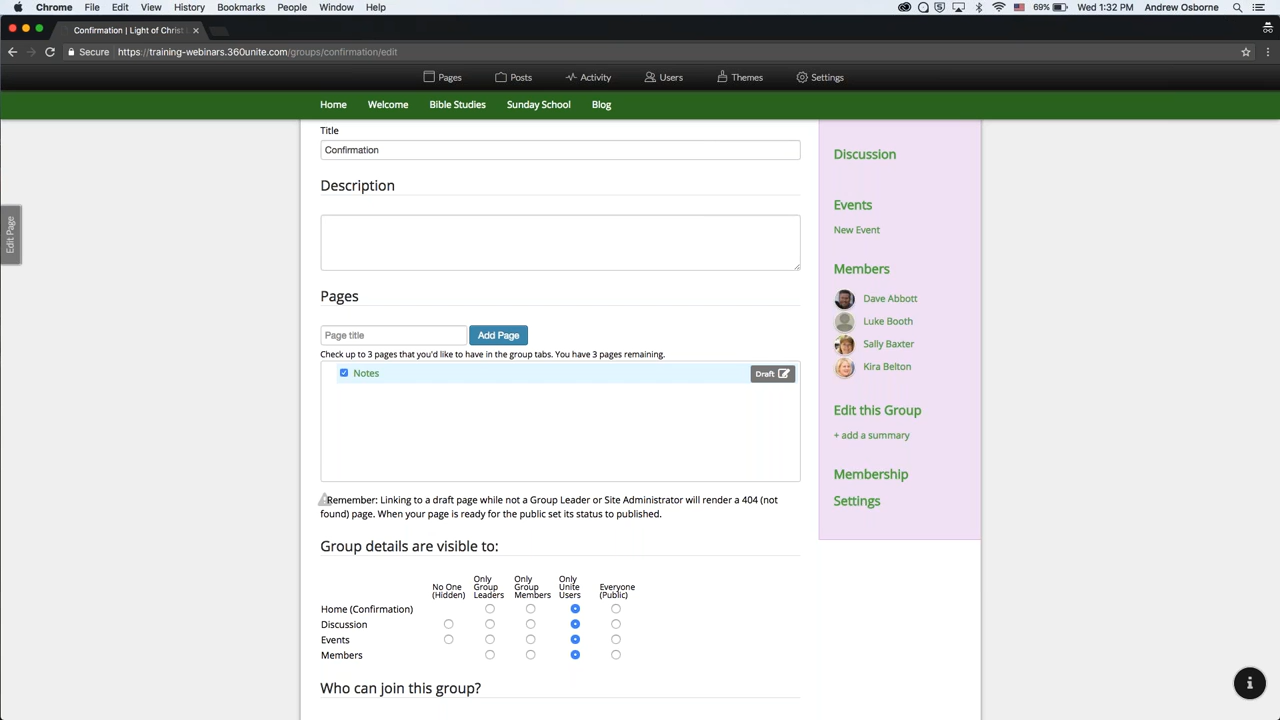 Chrome File Edit View History Bookmarks People Window Help 69% Wed 1:32 PM Andrew Osborne
Confirmation | Light of Christ
Secure https://training-webinars.360unite.com/groups/confirmation/edit
Pages Posts Activity Users Themes Settings
Home Welcome Bible Studies Sunday School Blog
Edit Page
Title
Confirmation
Description
Pages
Page title Add Page
Check up to 3 pages that you'd like to have in the group tabs. You have 3 pages remaining.
Notes Draft
Remember: Linking to a draft page while not a Group Leader or Site Administrator will render a 404 (not
found) page. When your page is ready for the public set its status to published.
Group details are visible to:
No One
(Hidden)
Only
Group
Leaders
Only
Group
Members
Only
Unite
Users
Everyone
(Public)
Home (Confirmation)
Discussion
Events
Members
Who can join this group?
Discussion
Events
New Event
Members
Dave Abbott
Luke Booth
Sally Baxter
Kira Belton
Edit this Group
+ add a summary
Membership
Settings